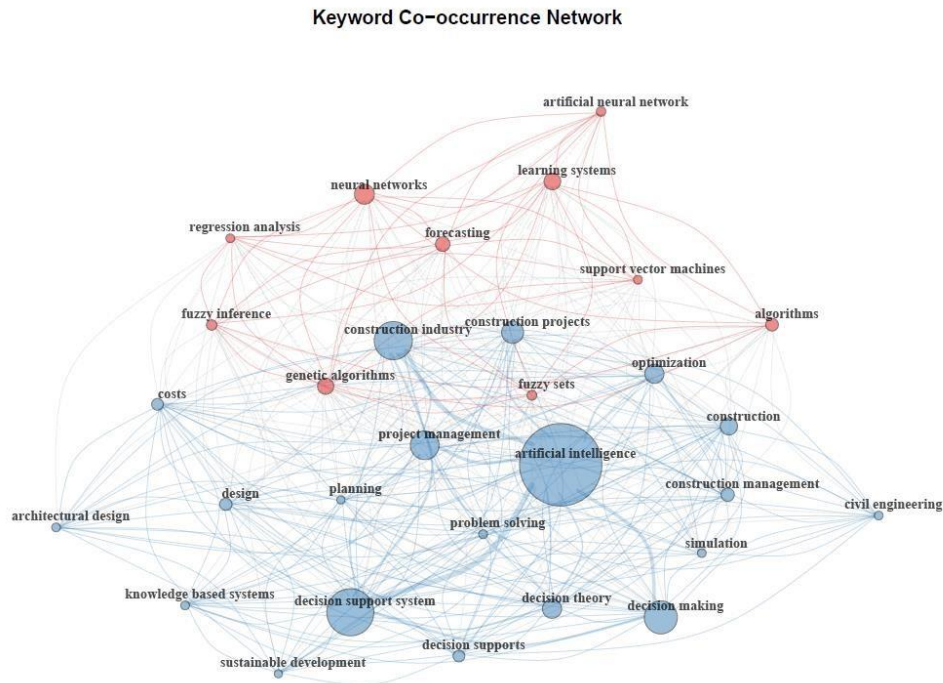 Keyword Co-occurrence Network
artificial neural network
learning systems
neural networks
regression analysis
forecasting
support vector machines
fuzzy inference
construction industry
construction projects
algorithms
optimization
genetic algorithms
fuzzy sets
costs
construction
project management
artificial intelligence
construction management
design
planning
architectural design
civil engineering
problem solving
simulation
knowledge based systems
decision support system
decision theory
decision making
decision supports
sustainable development